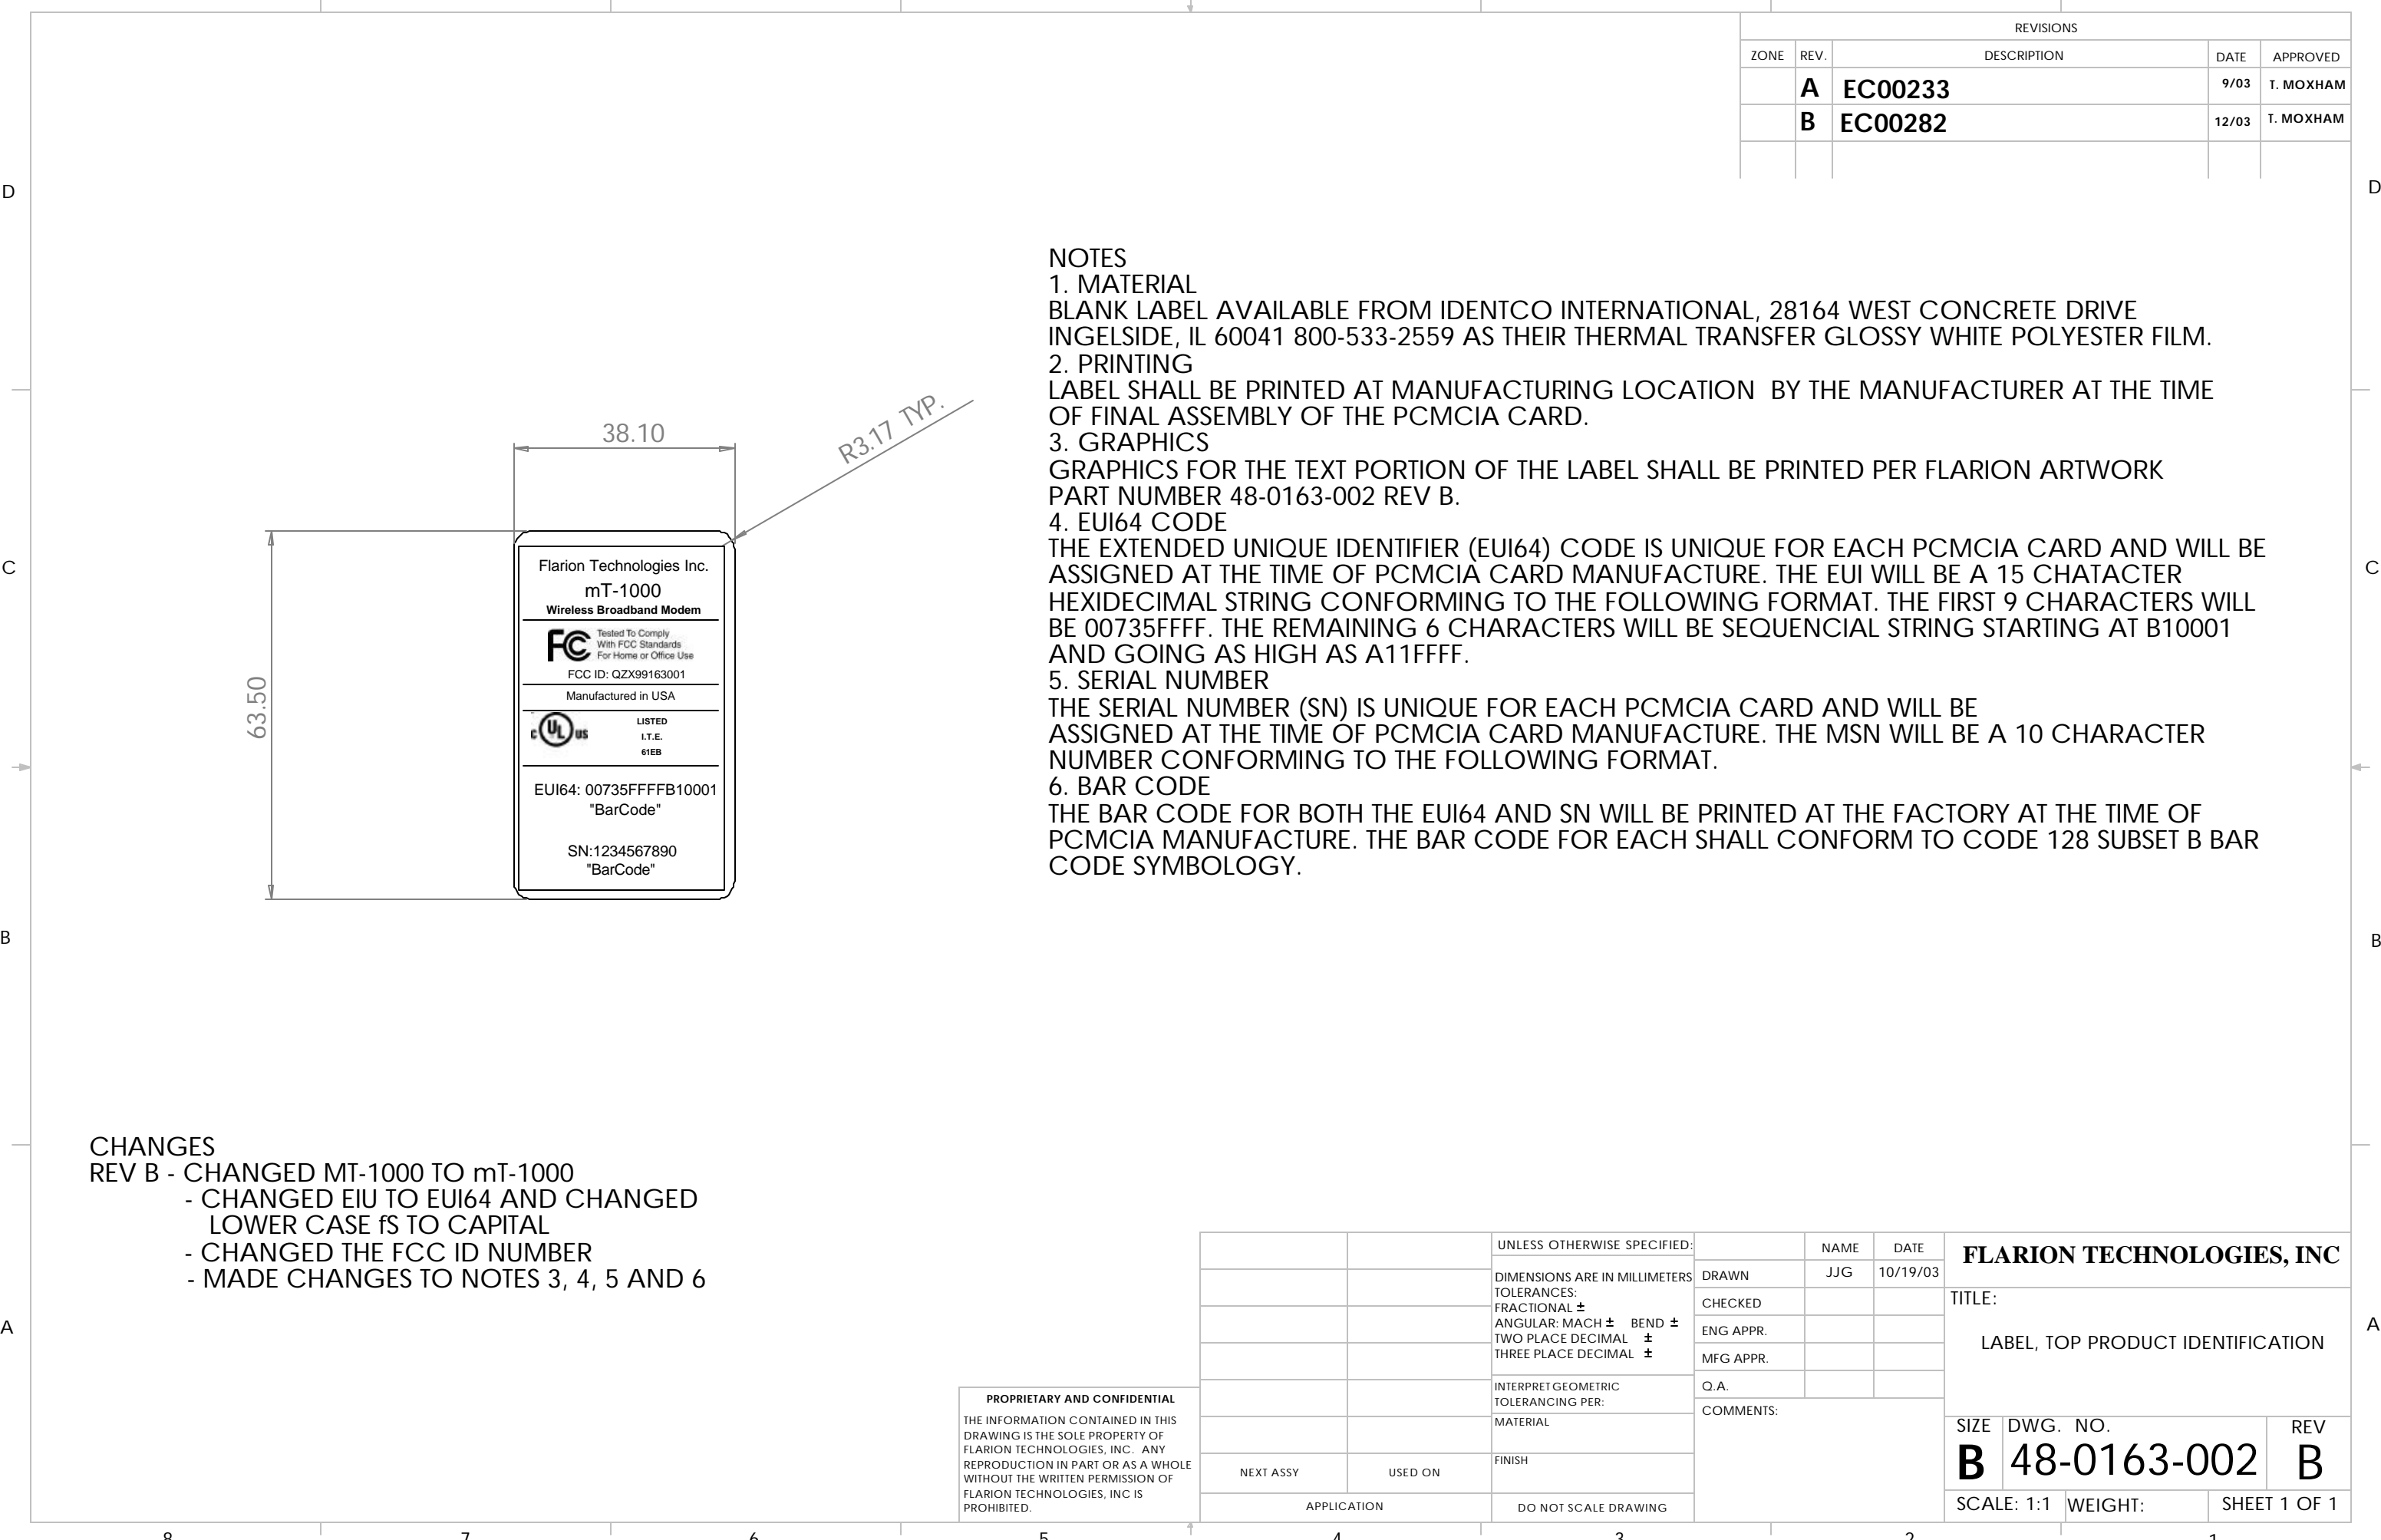 REVISIONS
ZONE REV. DESCRIPTION DATE APPROVED
A EC00233 9/03 T. MOXHAM
B EC00282 12/03 T. MOXHAM
D D
NOTES
1. MATERIAL
BLANK LABEL AVAILABLE FROM IDENTCO INTERNATIONAL, 28164 WEST CONCRETE DRIVE
INGELSIDE, IL 60041 800-533-2559 AS THEIR THERMAL TRANSFER GLOSSY WHITE POLYESTER FILM.
2. PRINTING
LABEL SHALL BE PRINTED AT MANUFACTURING LOCATION BY THE MANUFACTURER AT THE TIME
OF FINAL ASSEMBLY OF THE PCMCIA CARD.
3. GRAPHICS
GRAPHICS FOR THE TEXT PORTION OF THE LABEL SHALL BE PRINTED PER FLARION ARTWORK
PART NUMBER 48-0163-002 REV B.
4. EUI64 CODE
THE EXTENDED UNIQUE IDENTIFIER (EUI64) CODE IS UNIQUE FOR EACH PCMCIA CARD AND WILL BE
ASSIGNED AT THE TIME OF PCMCIA CARD MANUFACTURE. THE EUI WILL BE A 15 CHATACTER
HEXIDECIMAL STRING CONFORMING TO THE FOLLOWING FORMAT. THE FIRST 9 CHARACTERS WILL
BE 00735FFFF. THE REMAINING 6 CHARACTERS WILL BE SEQUENCIAL STRING STARTING AT B10001
AND GOING AS HIGH AS A11FFFF.
5. SERIAL NUMBER
THE SERIAL NUMBER (SN) IS UNIQUE FOR EACH PCMCIA CARD AND WILL BE
ASSIGNED AT THE TIME OF PCMCIA CARD MANUFACTURE. THE MSN WILL BE A 10 CHARACTER
NUMBER CONFORMING TO THE FOLLOWING FORMAT.
6. BAR CODE
THE BAR CODE FOR BOTH THE EUI64 AND SN WILL BE PRINTED AT THE FACTORY AT THE TIME OF
PCMCIA MANUFACTURE. THE BAR CODE FOR EACH SHALL CONFORM TO CODE 128 SUBSET B BAR
CODE SYMBOLOGY.
38.10
R3.17 TYP.
63.50
Flarion Technologies Inc.
mT-1000
Wireless Broadband Modem
FC Tested To Comply
With FCC Standards
For Home or Office Use
FCC ID: QZX99163001
Manufactured in USA
C UL US LISTED
I.T.E.
61EB
EUI64: 00735FFFFB10001
"BarCode"
SN:1234567890
"BarCode"
C C
B B
CHANGES
REV B - CHANGED MT-1000 TO mT-1000
- CHANGED EIU TO EUI64 AND CHANGED
LOWER CASE fS TO CAPITAL
- CHANGED THE FCC ID NUMBER
- MADE CHANGES TO NOTES 3, 4, 5 AND 6
A A
PROPRIETARY AND CONFIDENTIAL
THE INFORMATION CONTAINED IN THIS
DRAWING IS THE SOLE PROPERTY OF
FLARION TECHNOLOGIES, INC. ANY
REPRODUCTION IN PART OR AS A WHOLE
WITHOUT THE WRITTEN PERMISSION OF
FLARION TECHNOLOGIES, INC IS
PROHIBITED.
NEXT ASSY USED ON
APPLICATION
UNLESS OTHERWISE SPECIFIED:
DIMENSIONS ARE IN MILLIMETERS
TOLERANCES:
FRACTIONAL ±
ANGULAR: MACH ± BEND ±
TWO PLACE DECIMAL ±
THREE PLACE DECIMAL ±
INTERPRET GEOMETRIC
TOLERANCING PER:
MATERIAL
FINISH
DO NOT SCALE DRAWING
NAME DATE
DRAWN JJG 10/19/03
CHECKED
ENG APPR.
MFG APPR.
Q.A.
COMMENTS:
FLARION TECHNOLOGIES, INC
TITLE:
LABEL, TOP PRODUCT IDENTIFICATION
SIZE DWG. NO. REV
B 48-0163-002 B
SCALE: 1:1 WEIGHT: SHEET 1 OF 1
8 7 6 5 4 3 2 1